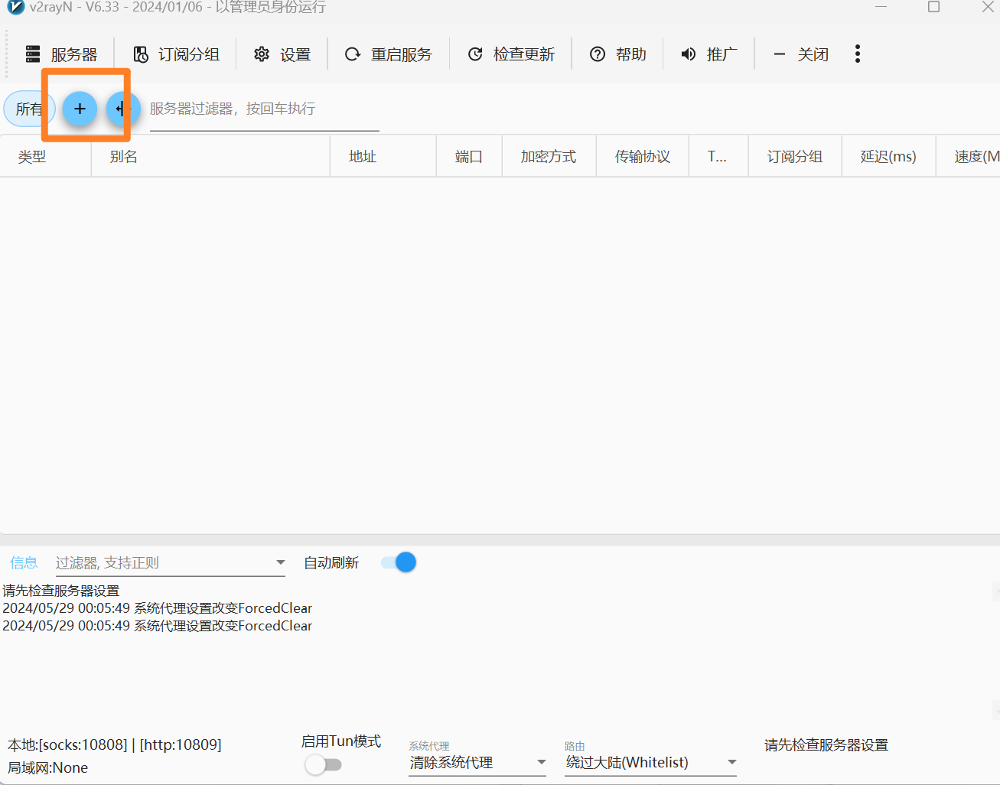 v2rayN - V6.33 - 2024/01/06 - 以管理员身份运行
服务器 订阅分组 设置 重启服务 检查更新 帮助 推广 关闭
所有 服务器过滤器，按回车执行
类型 别名 地址 端口 加密方式 传输协议 T... 订阅分组 延迟(ms) 速度(M
信息 过滤器, 支持正则 自动刷新
请先检查服务器设置
2024/05/29 00:05:49 系统代理设置改变ForcedClear
2024/05/29 00:05:49 系统代理设置改变ForcedClear
本地:[socks:10808] | [http:10809]
局域网:None
启用Tun模式
系统代理
清除系统代理
路由
绕过大陆(Whitelist)
请先检查服务器设置